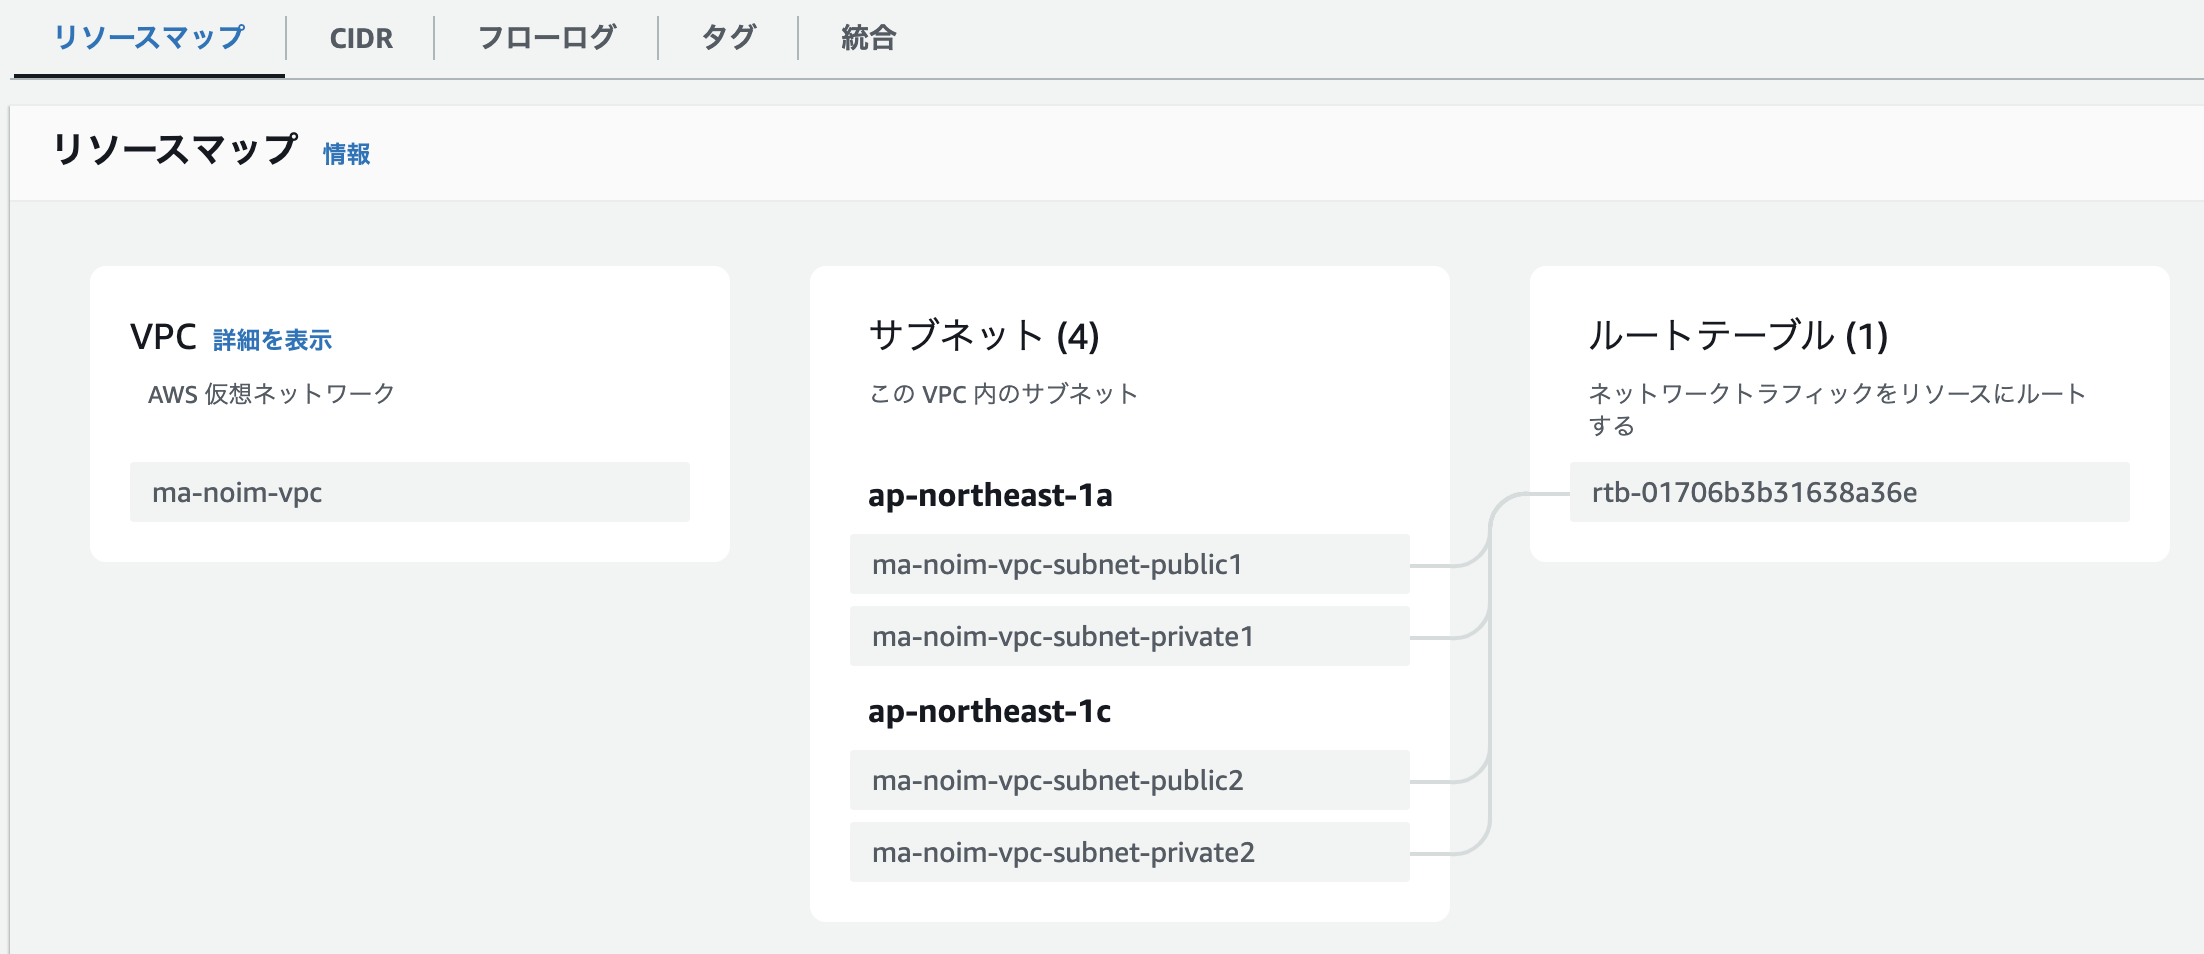 リソースマップ
CIDR
フローログ
タグ
統合
リソースマップ 情報
VPC 詳細を表示
AWS 仮想ネットワーク
ma-noim-vpc
サブネット (4)
この VPC 内のサブネット
ap-northeast-1a
ma-noim-vpc-subnet-public1
ma-noim-vpc-subnet-private1
ap-northeast-1c
ma-noim-vpc-subnet-public2
ma-noim-vpc-subnet-private2
ルートテーブル (1)
ネットワークトラフィックをリソースにルート
する
rtb-01706b3b31638a36e